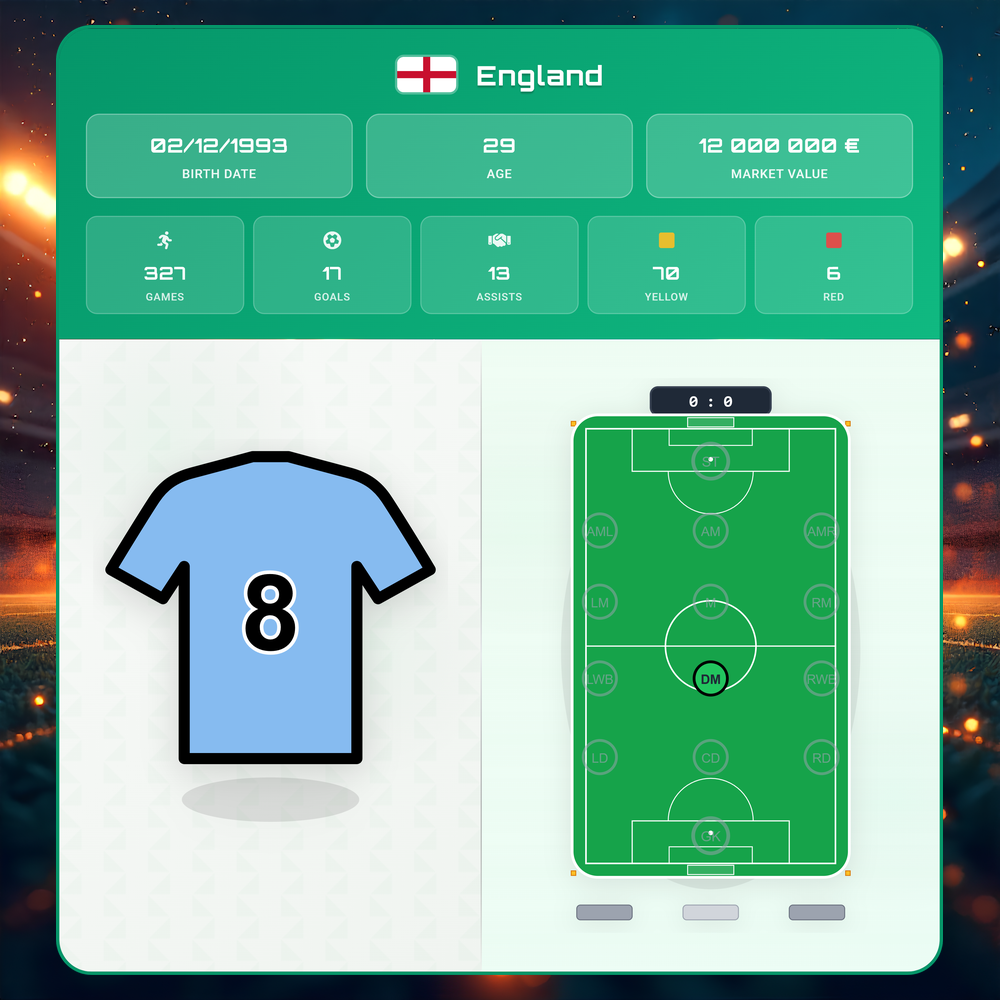 England
02/12/1993
BIRTH DATE
29
AGE
12 000 000 €
MARKET VALUE
327
GAMES
17
GOALS
13
ASSISTS
70
YELLOW
6
RED
8
0 : 0
ST
AML
AM
AMR
LM
M
RM
LWB
DM
RWB
LD
CD
RD
GK